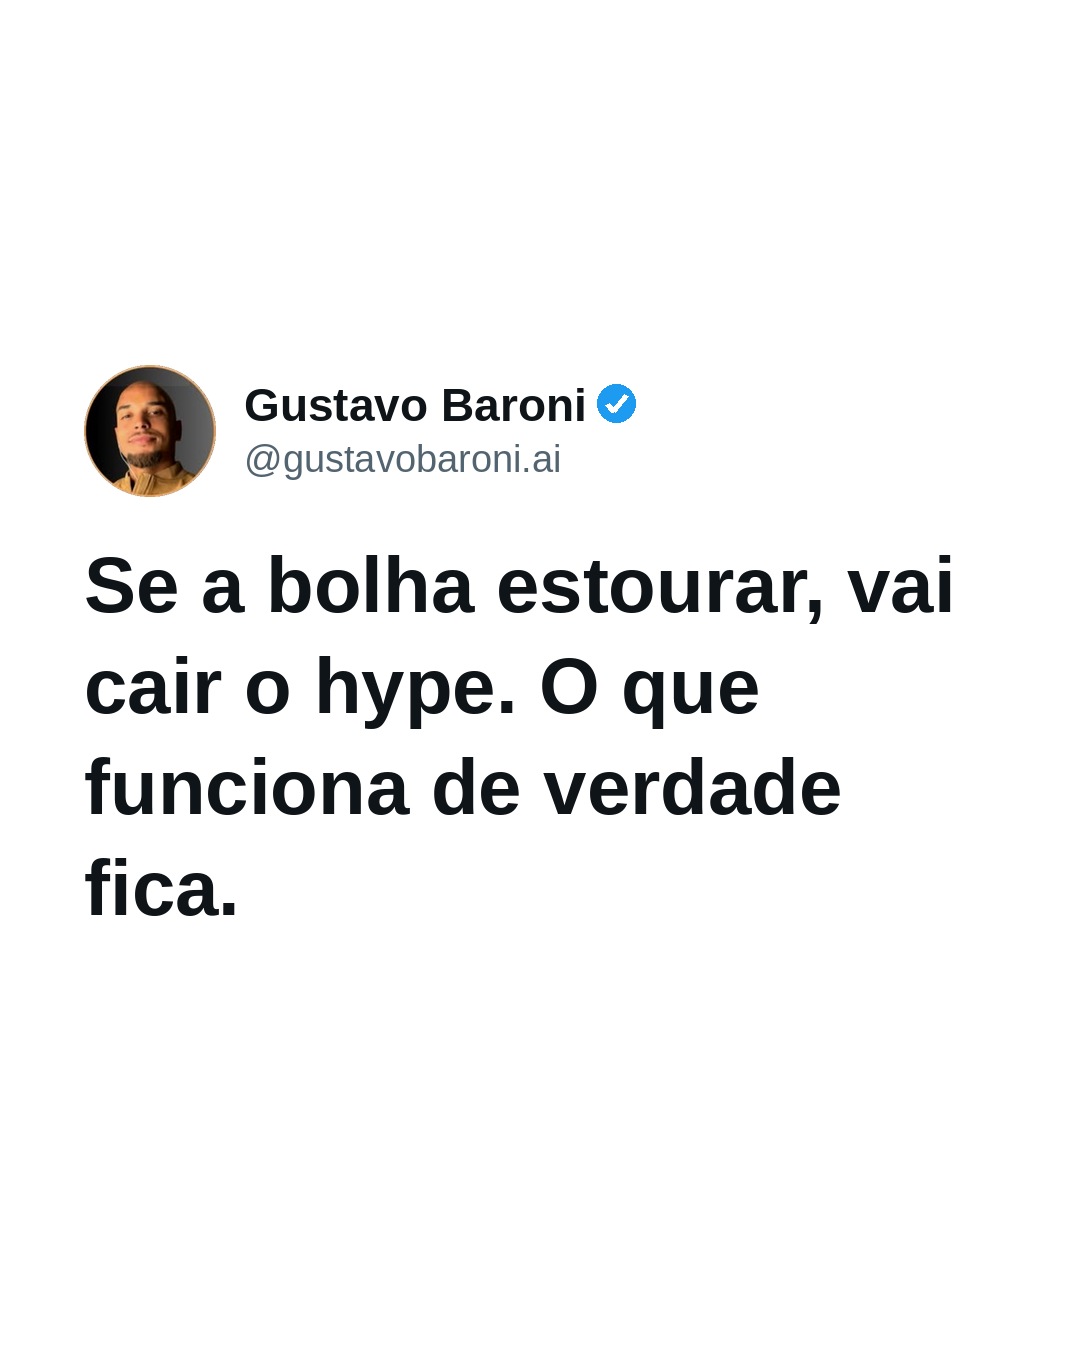 Gustavo Baroni
@gustavobaroni.ai
Se a bolha estourar, vai
cair o hype. O que
funciona de verdade
fica.